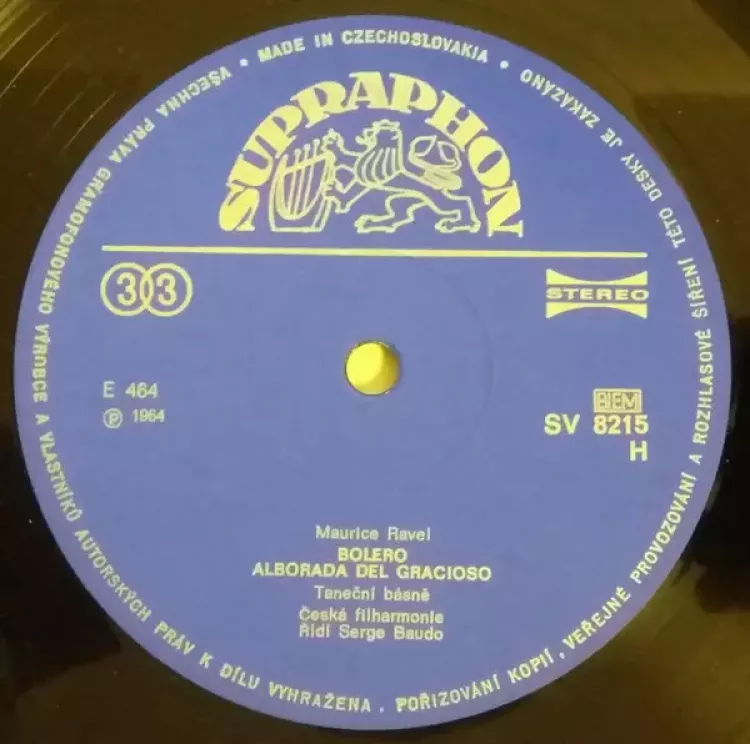 VŠECHNA PRÁVA GRAMOFONOVÉHO VÝROBCE A VLASTNÍKŮ AUTORSKÝCH PRÁV K DÍLU VYHRAŽENA. POŘIZOVÁNÍ KOPIÍ, VEŘEJNÉ PROVOZOVÁNÍ A ROZHLASOVÉ ŠÍŘENÍ TÉTO DESKY JE ZAKÁZÁNO • MADE IN CZECHOSLOVAKIA •
SUPRAPHON
33
STEREO
E 464
Ⓟ 1964
BIEM
SV 8215
H
Maurice Ravel
BOLERO
ALBORADA DEL GRACIOSO
Taneční básně
Česká filharmonie
Řídí Serge Baudo